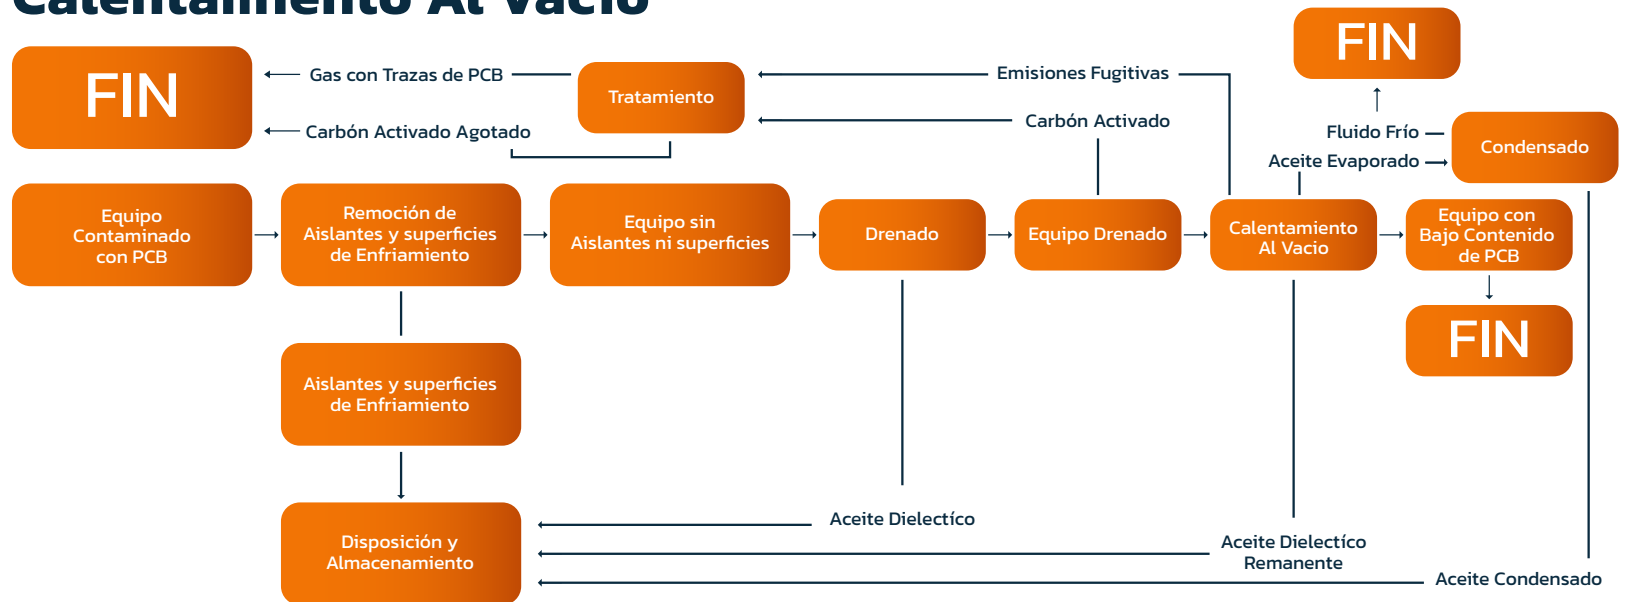 Calentamiento Al Vacio
FIN
FIN
Gas con Trazas de PCB
Tratamiento
Emisiones Fugitivas
Carbón Activado Agotado
Carbón Activado
Fluido Frío
Aceite Evaporado
Condensado
Equipo
Contaminado
con PCB
Remoción de
Aislantes y superficies
de Enfriamiento
Equipo sin
Aislantes ni superficies
Drenado
Equipo Drenado
Calentamiento
Al Vacio
Equipo con
Bajo Contenido
de PCB
FIN
Aislantes y superficies
de Enfriamiento
Disposición y
Almacenamiento
Aceite Dielectíco
Aceite Dielectíco
Remanente
Aceite Condensado